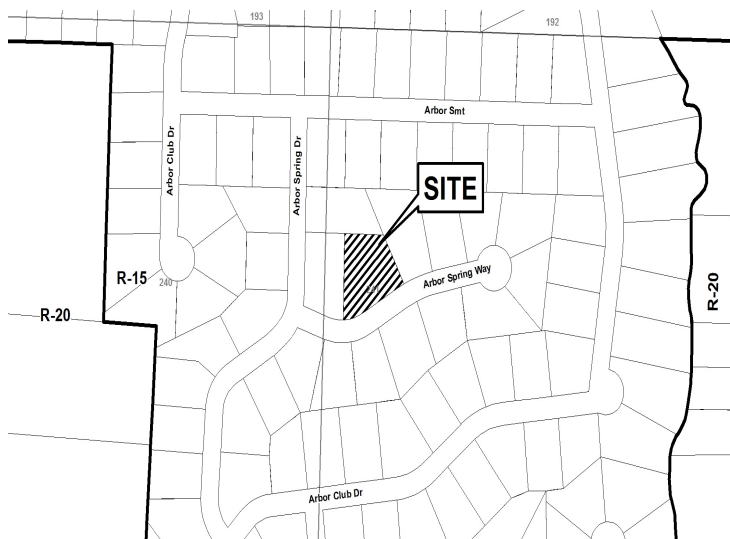 193
192
Arbor Smt
Arbor Club Dr
Arbor Spring Dr
SITE
Arbor Spring Way
R-15
240
R-20
R-20
Arbor Club Dr